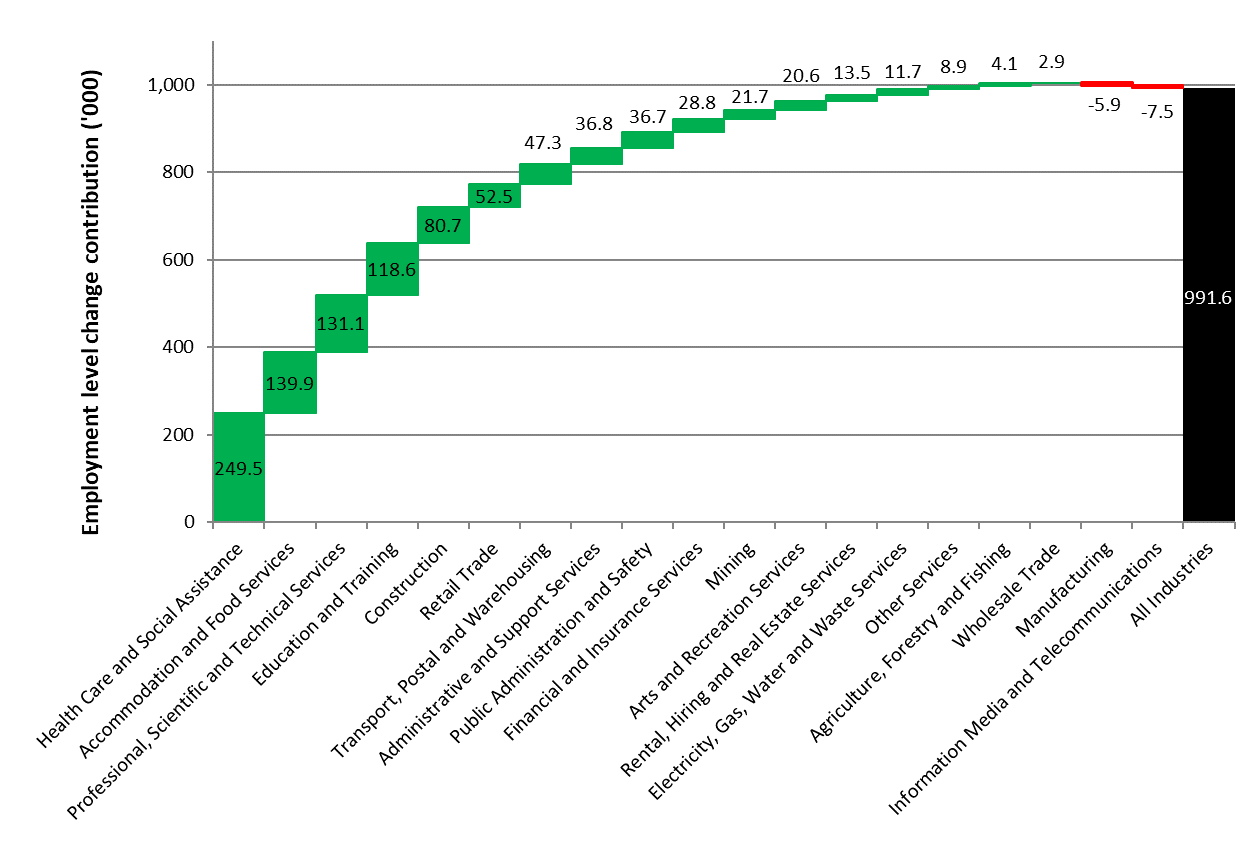 Employment level change contribution ('000)
1,000
800
600
400
200
0
249.5
139.9
131.1
118.6
80.7
52.5
47.3
36.8
36.7
28.8
21.7
20.6
13.5
11.7
8.9
4.1
2.9
-5.9
-7.5
991.6
Health Care and Social Assistance
Accommodation and Food Services
Professional, Scientific and Technical Services
Education and Training
Construction
Retail Trade
Transport, Postal and Warehousing
Administrative and Support Services
Public Administration and Safety
Financial and Insurance Services
Mining
Arts and Recreation Services
Rental, Hiring and Real Estate Services
Electricity, Gas, Water and Waste Services
Other Services
Agriculture, Forestry and Fishing
Wholesale Trade
Manufacturing
Information Media and Telecommunications
All Industries